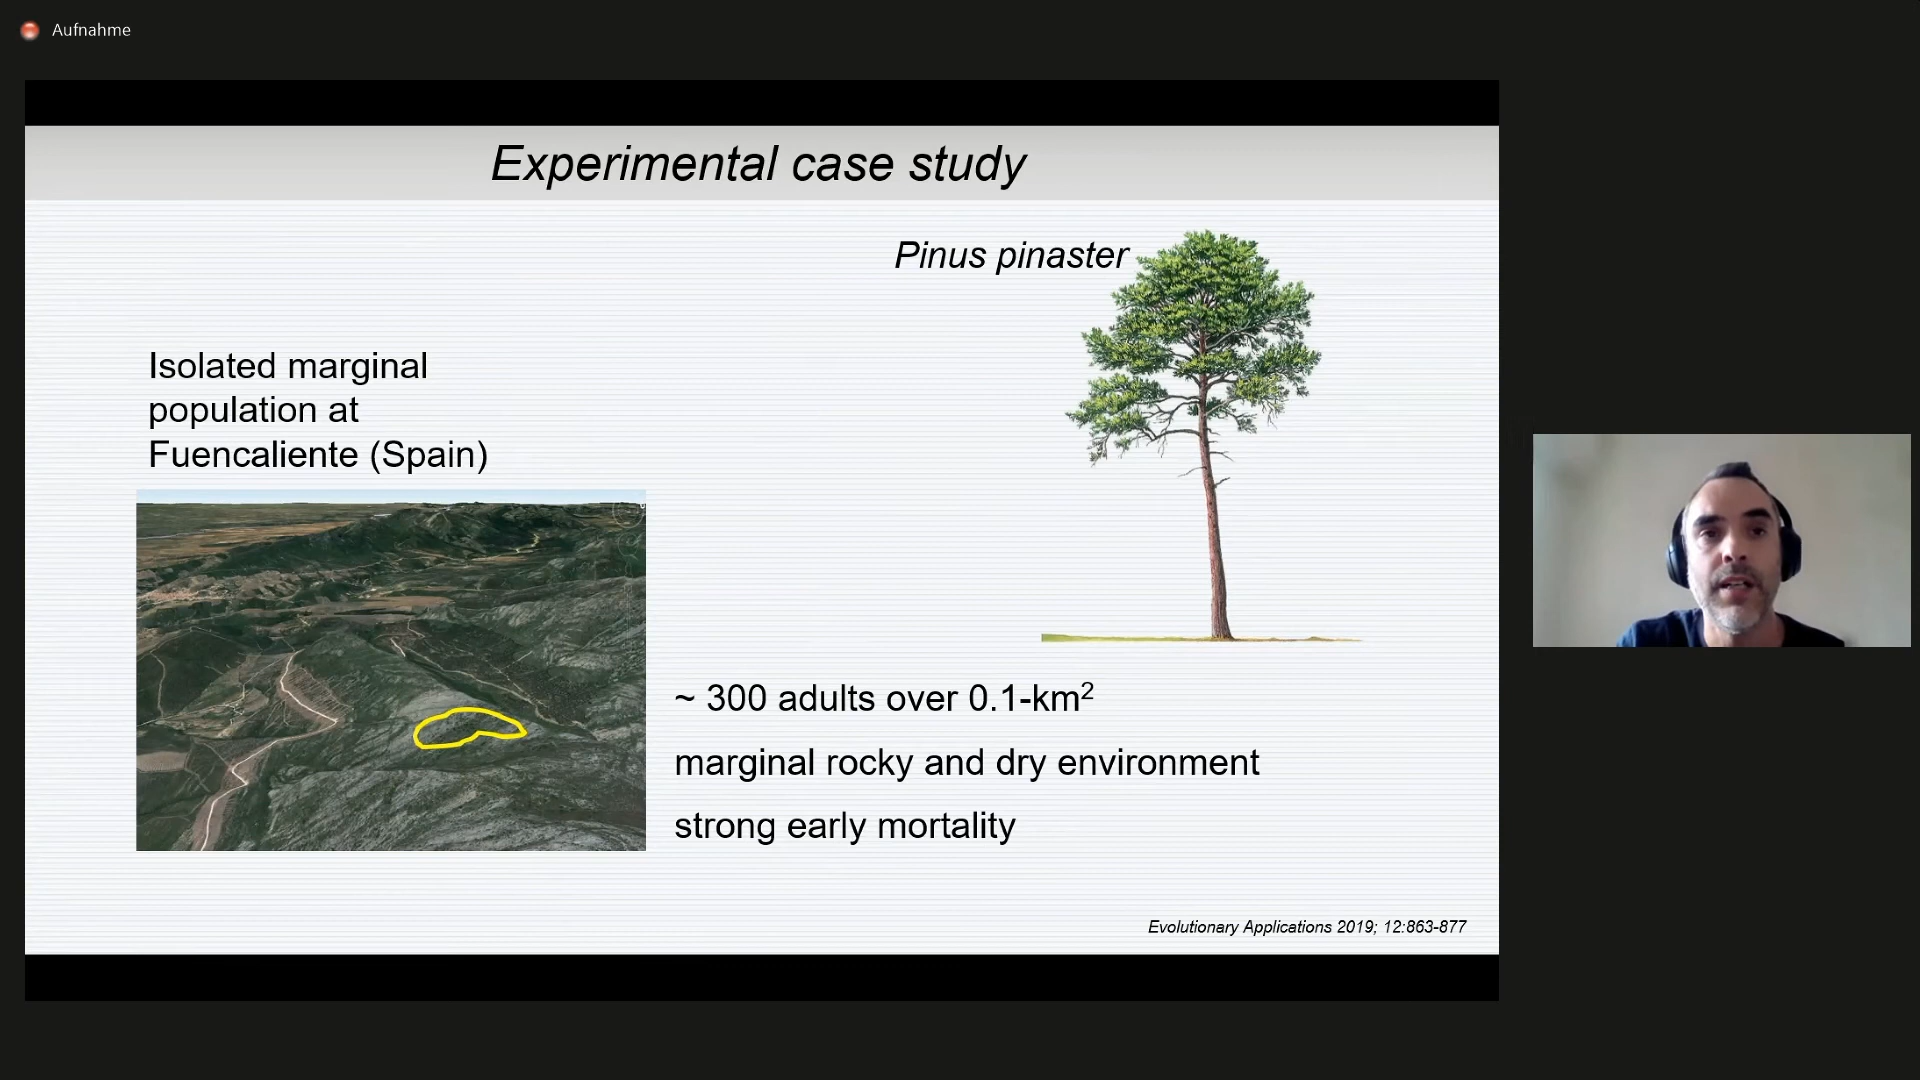 Aufnahme
Experimental case study
Pinus pinaster
Isolated marginal
population at
Fuencaliente (Spain)
~ 300 adults over 0.1-km²
marginal rocky and dry environment
strong early mortality
Evolutionary Applications 2019; 12:863-877